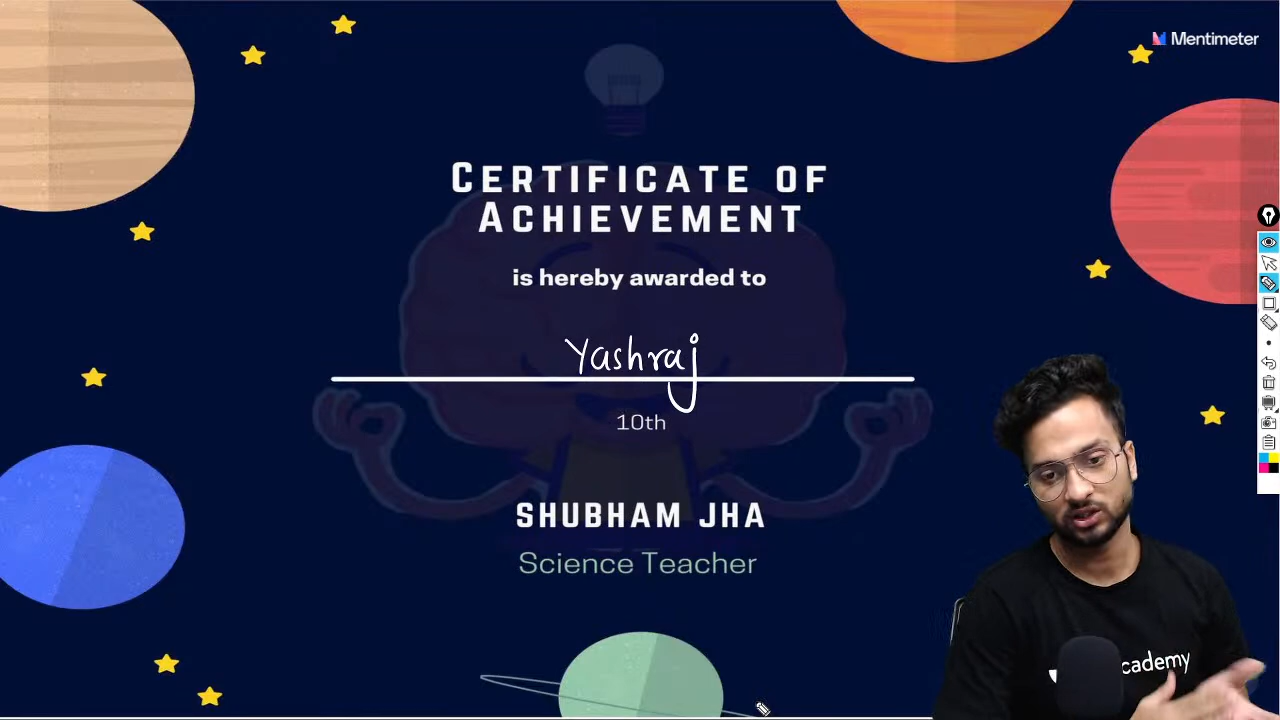 Mentimeter
CERTIFICATE OF
ACHIEVEMENT
is hereby awarded to
Yashraj
10th
SHUBHAM JHA
Science Teacher
cademy